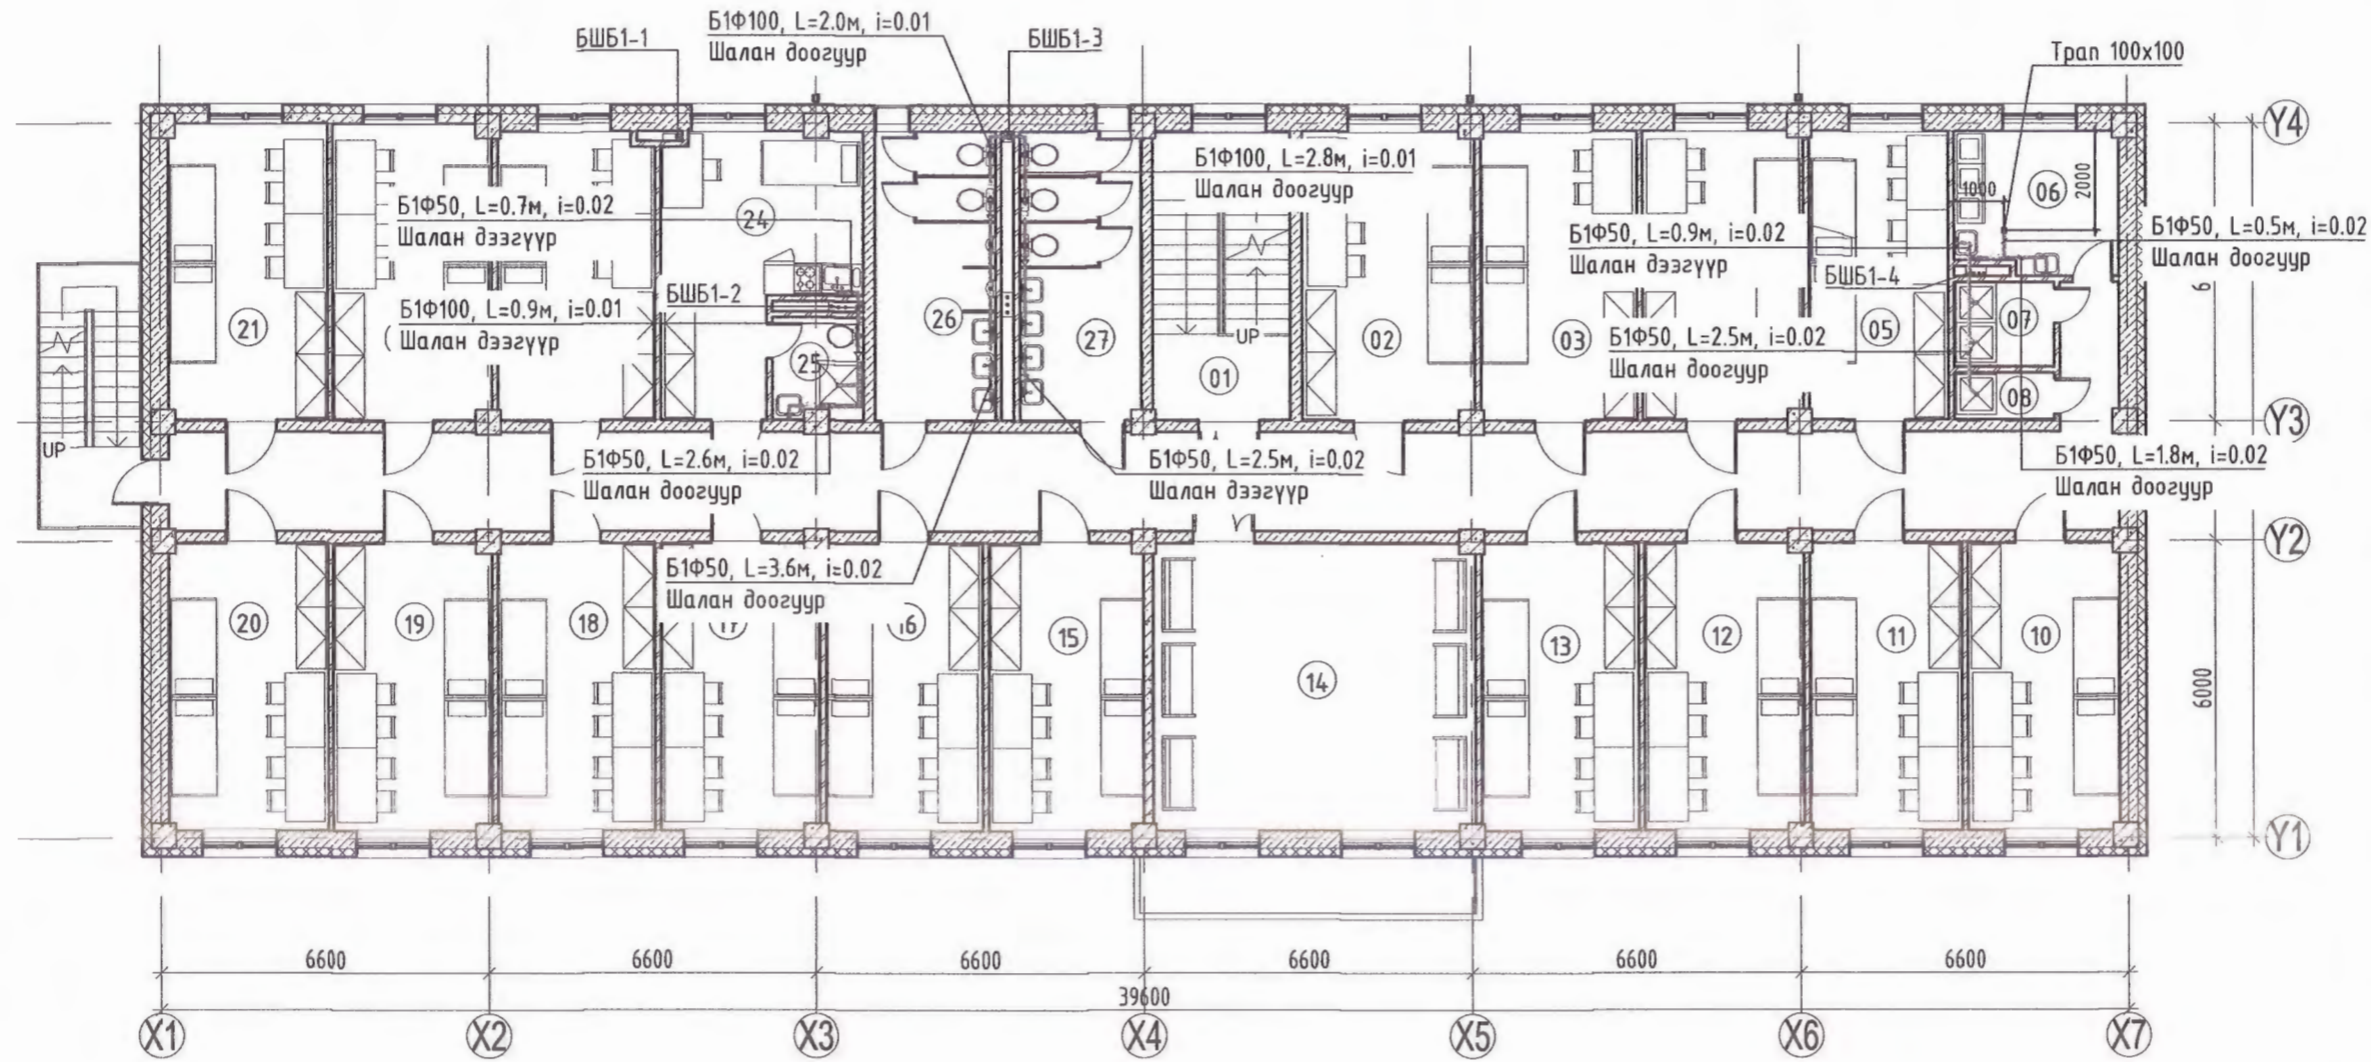 Б1Ф100, L=2.0м, i=0.01
Шалан доогуур
БШБ1-1
БШБ1-3
Трап 100x100
Y4
Б1Ф100, L=2.8м, i=0.01
Шалан доогуур
1000
06
2000
Б1Ф50, L=0.7м, i=0.02
Шалан дээгүүр
24
Б1Ф50, L=0.9м, i=0.02
Шалан дээгүүр
Б1Ф50, L=0.5м, i=0.02
Шалан доогуур
БШБ1-4
6
БШБ1-2
Б1Ф100, L=0.9м, i=0.01
Шалан дээгүүр
21
26
27
UP
02
03
05
07
Б1Ф50, L=2.5м, i=0.02
Шалан доогуур
25
01
08
Y3
UP
Б1Ф50, L=2.6м, i=0.02
Шалан доогуур
Б1Ф50, L=2.5м, i=0.02
Шалан дээгүүр
Б1Ф50, L=1.8м, i=0.02
Шалан доогуур
Y2
14
Б1Ф50, L=3.6м, i=0.02
Шалан доогуур
20
19
18
17
16
15
14
13
12
11
10
6000
Y1
6600
6600
6600
6600
6600
6600
39600
X1
X2
X3
X4
X5
X6
X7